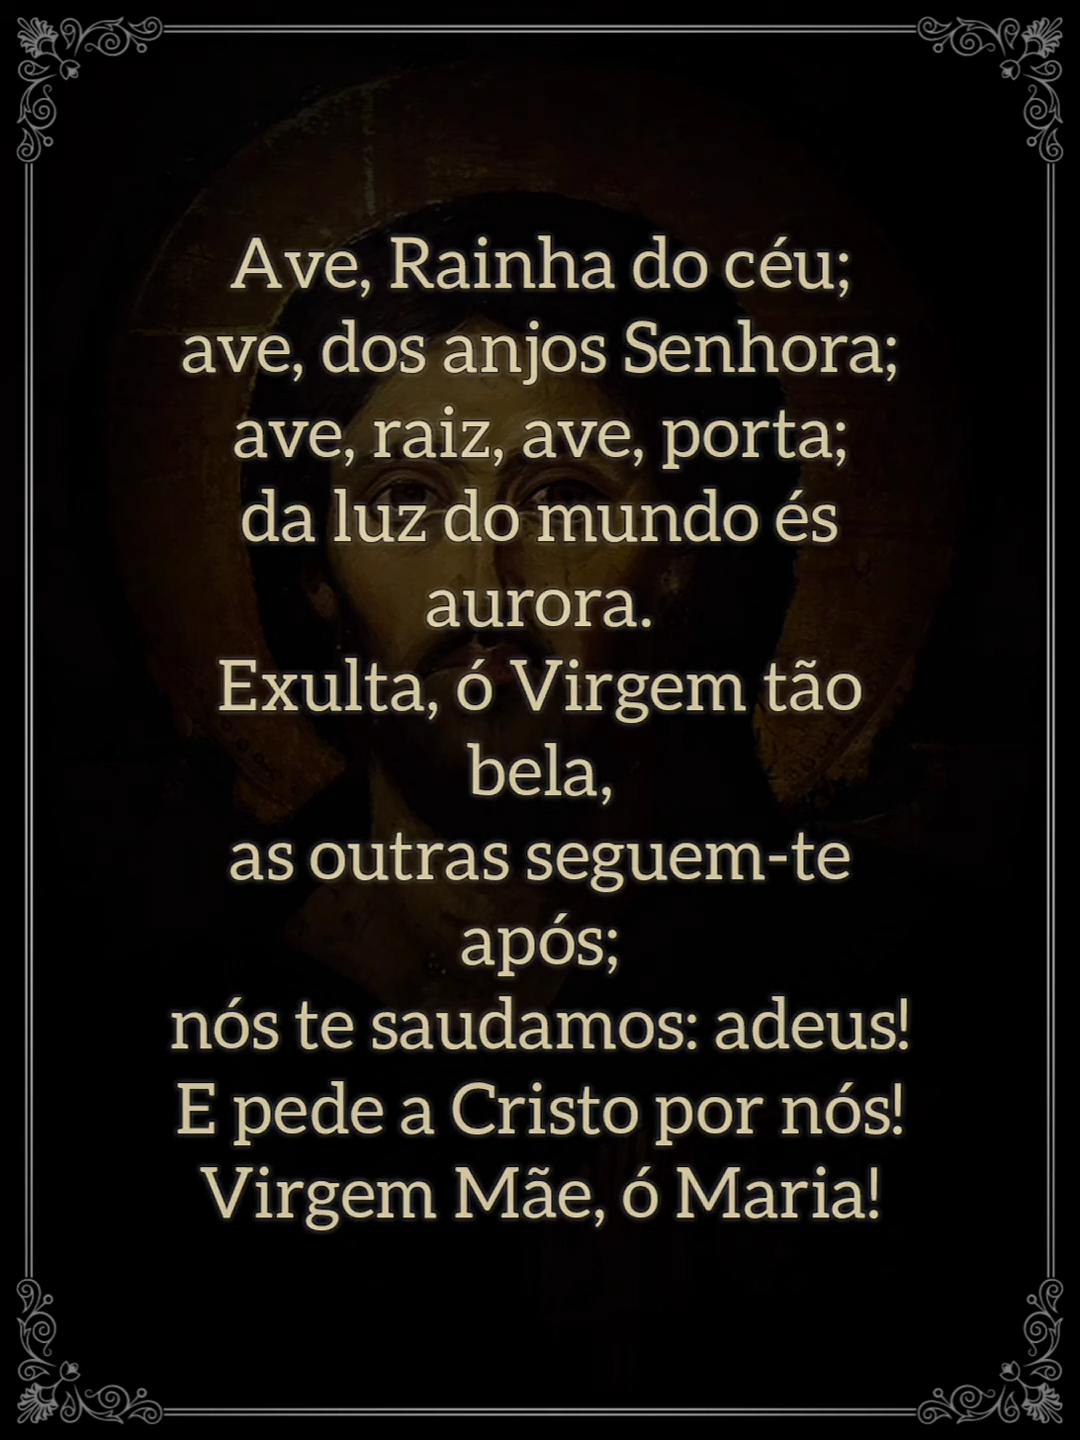 Ave, Rainha do céu;
ave, dos anjos Senhora;
ave, raiz, ave, porta;
da luz do mundo és
aurora.
Exulta, ó Virgem tão
bela,
as outras seguem-te
após;
nós te saudamos: adeus!
E pede a Cristo por nós!
Virgem Mãe, ó Maria!